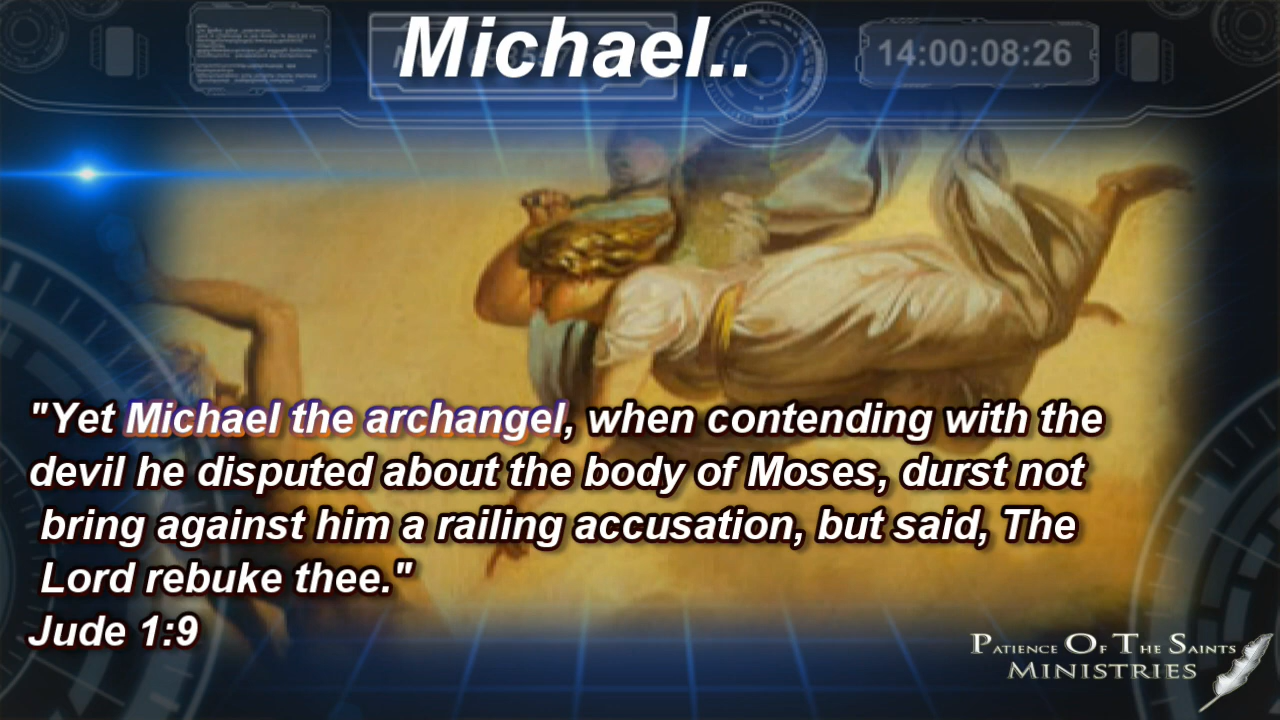 Michael..
14:00:08:26
"Yet Michael the archangel, when contending with the
devil he disputed about the body of Moses, durst not
bring against him a railing accusation, but said, The
Lord rebuke thee."
Jude 1:9
Patience Of The Saints
Ministries